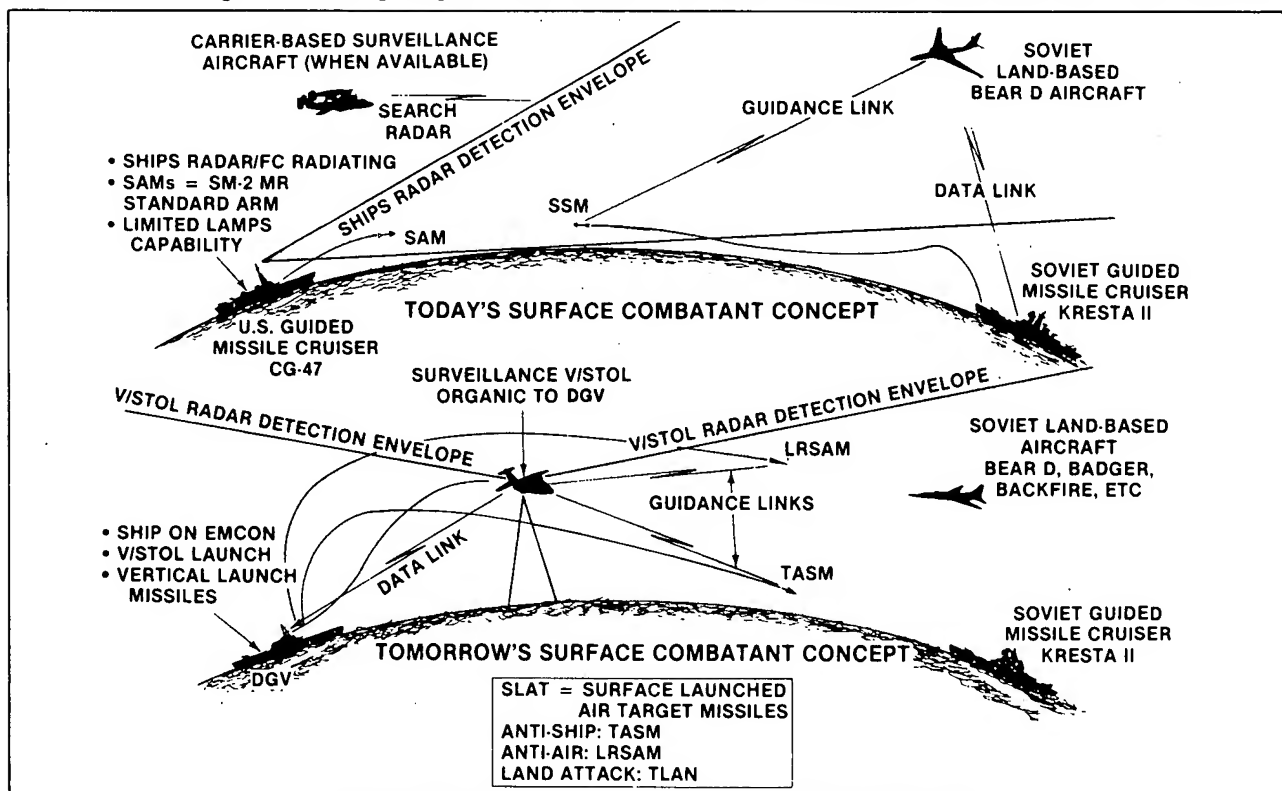 CARRIER-BASED SURVEILLANCE
AIRCRAFT (WHEN AVAILABLE)
SEARCH
RADAR
SHIPS RADAR DETECTION ENVELOPE
GUIDANCE LINK
SOVIET
LAND-BASED
BEAR D AIRCRAFT
• SHIPS RADAR/FC RADIATING
• SAMs = SM-2 MR
STANDARD ARM
• LIMITED LAMPS
CAPABILITY
SAM
SSM
DATA LINK
U.S. GUIDED
MISSILE CRUISER
CG-47
TODAY'S SURFACE COMBATANT CONCEPT
SOVIET GUIDED
MISSILE CRUISER
KRESTA II
SURVEILLANCE V/STOL
ORGANIC TO DGV
V/STOL RADAR DETECTION ENVELOPE
V/STOL RADAR DETECTION ENVELOPE
LRSAM
SOVIET LAND-BASED
AIRCRAFT
BEAR D, BADGER,
BACKFIRE, ETC
GUIDANCE LINKS
• SHIP ON EMCON
• V/STOL LAUNCH
• VERTICAL LAUNCH
MISSILES
DATA LINK
TASM
DGV
TOMORROW'S SURFACE COMBATANT CONCEPT
SOVIET GUIDED
MISSILE CRUISER
KRESTA II
SLAT = SURFACE LAUNCHED
AIR TARGET MISSILES
ANTI-SHIP: TASM
ANTI-AIR: LRSAM
LAND ATTACK: TLAN